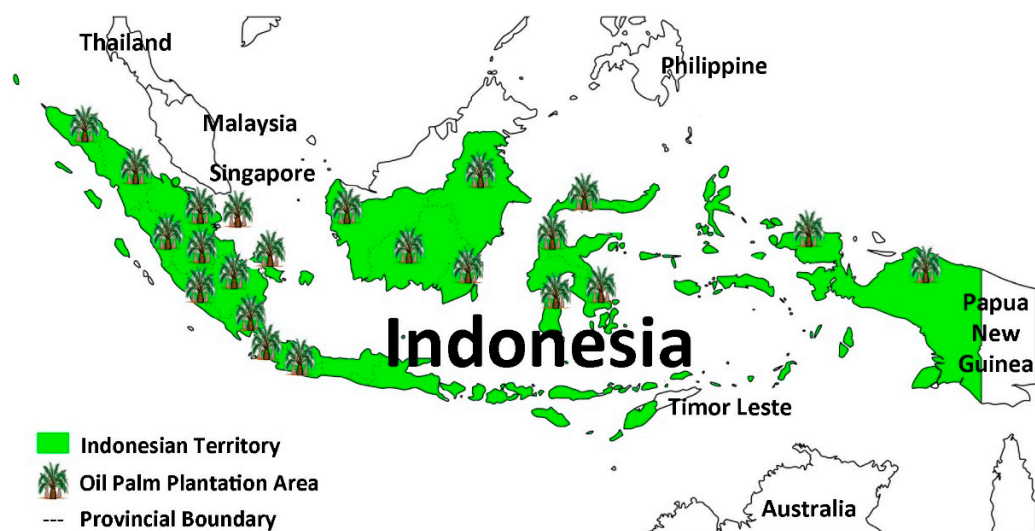 Thailand
Philippine
Malaysia
Singapore
Indonesia
Papua
New
Guinea
Timor Leste
Indonesian Territory
Oil Palm Plantation Area
Provincial Boundary
Australia